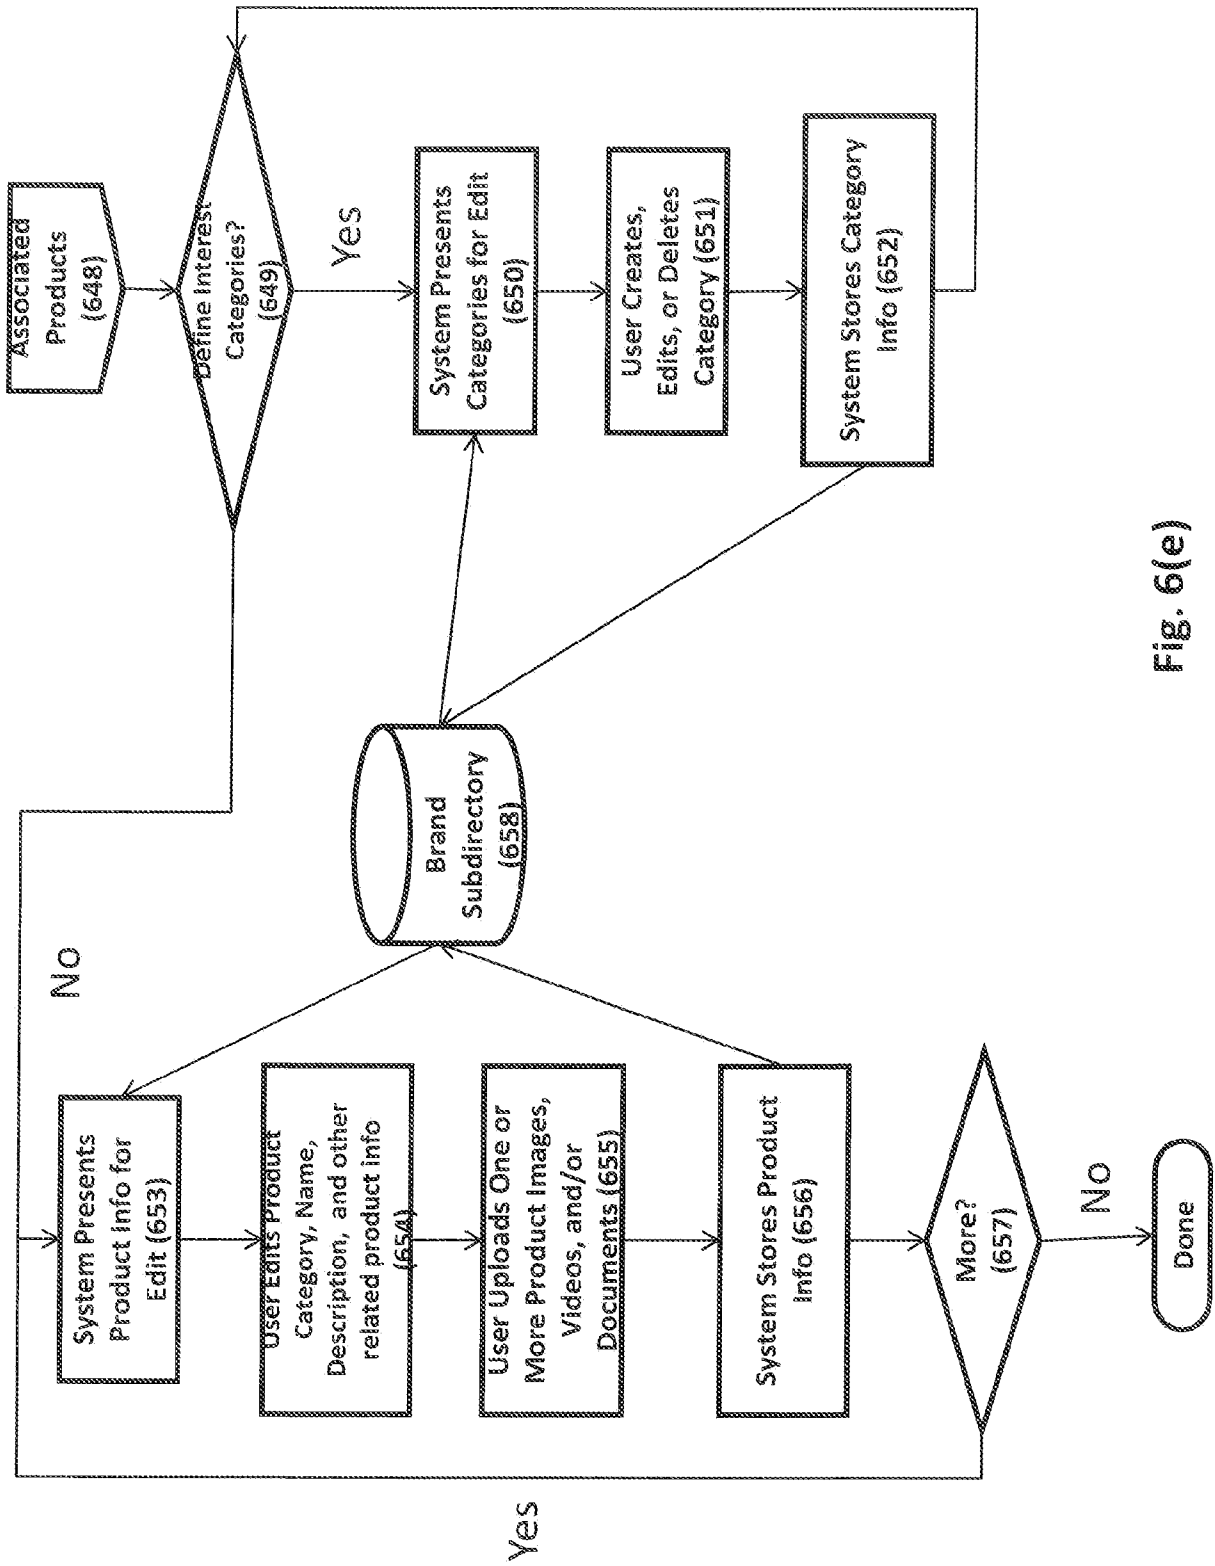 Associated
Products
(648)
Define Interest
Categories?
(649)
Yes
System Presents
Categories for Edit
(650)
User Creates,
Edits, or Deletes
Category (651)
System Stores Category
Info (652)
No
Brand
Subdirectory
(658)
System Presents
Product Info for
Edit (653)
User Edits Product
Category, Name,
Description, and other
related product info
(654)
User Uploads One or
More Product Images,
Videos, and/or
Documents (655)
System Stores Product
Info (656)
More?
(657)
Yes
No
Done
Fig. 6(e)